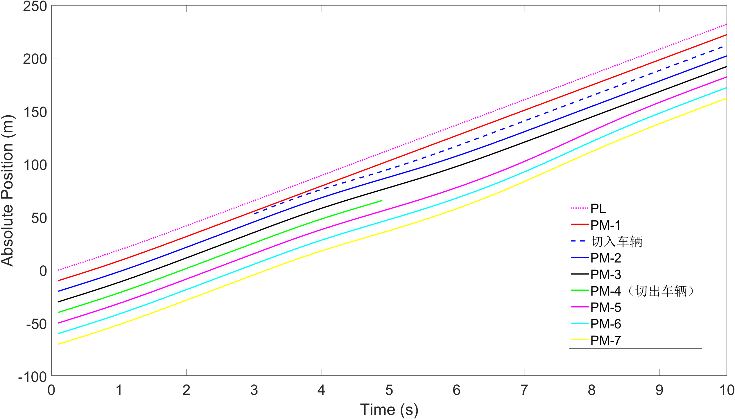 250
200
150
100
50
0
-50
-100
Absolute Position (m)
0 1 2 3 4 5 6 7 8 9 10
Time (s)
PL
PM-1
切入车辆
PM-2
PM-3
PM-4（切出车辆）
PM-5
PM-6
PM-7